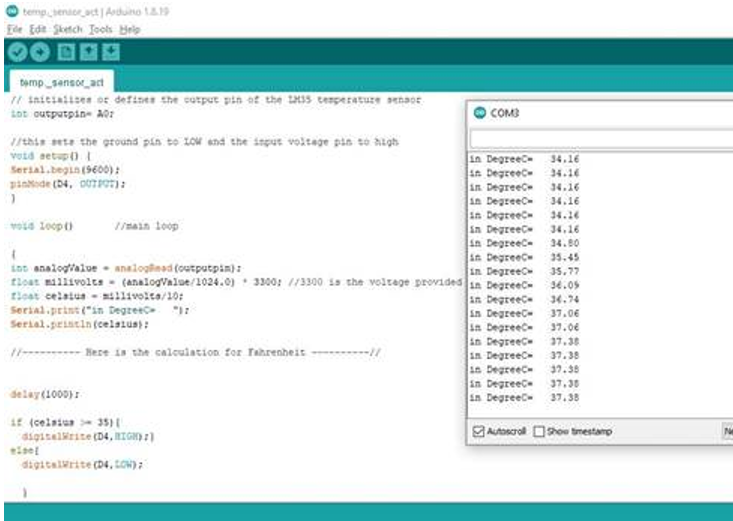 temp._sensor_act | Arduino 1.8.19
File Edit Sketch Tools Help
temp._sensor_act
// initializes or defines the output pin of the LM35 temperature sensor
int outputpin= A0;
//this sets the ground pin to LOW and the input voltage pin to high
void setup() {
Serial.begin(9600);
pinMode(D4, OUTPUT);
}
void loop() //main loop
{
int analogValue = analogRead(outputpin);
float millivolts = (analogValue/1024.0) * 3300; //3300 is the voltage provided
float celsius = millivolts/10;
Serial.print("in DegreeC=   ");
Serial.println(celsius);
//---------- Here is the calculation for Fahrenheit ----------//
delay(1000);
if (celsius >= 35){
digitalWrite(D4,HIGH);}
else{
digitalWrite(D4,LOW);
}
COM3
in DegreeC=   34.16
in DegreeC=   34.16
in DegreeC=   34.16
in DegreeC=   34.16
in DegreeC=   34.16
in DegreeC=   34.16
in DegreeC=   34.80
in DegreeC=   35.45
in DegreeC=   35.77
in DegreeC=   36.09
in DegreeC=   36.74
in DegreeC=   37.06
in DegreeC=   37.06
in DegreeC=   37.38
in DegreeC=   37.38
in DegreeC=   37.38
in DegreeC=   37.38
in DegreeC=   37.38
Autoscroll Show timestamp Ne